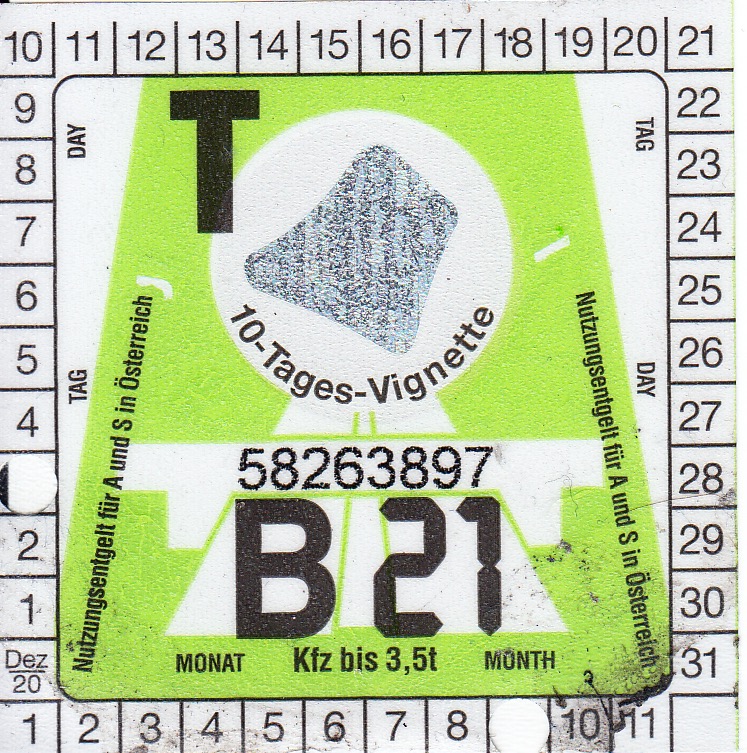 10 11 12 13 14 15 16 17 18 19 20 21
9 22
DAY T TAG
8 23
7 24
6 25
5 26
TAG DAY
4 27
28
2 29
1 30
Dez 20 31
Nutzungsentgelt für A und S in Österreich
10-Tages-Vignette
Nutzungsentgelt für A und S in Österreich
58263897
B 21
MONAT Kfz bis 3,5t MONTH
1 2 3 4 5 6 7 8 10 11